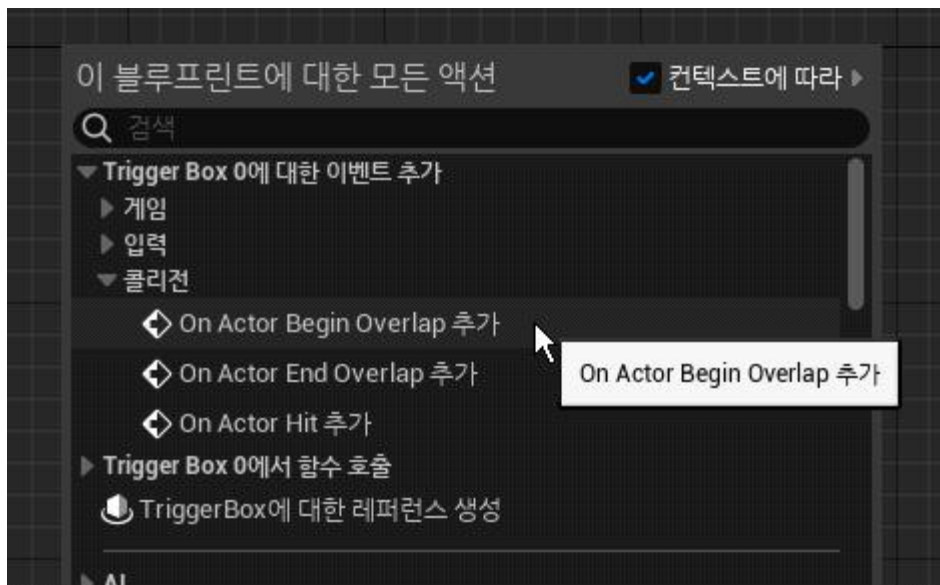 이 블루프린트에 대한 모든 액션
컨텍스트에 따라
검색
Trigger Box 0에 대한 이벤트 추가
게임
입력
콜리전
On Actor Begin Overlap 추가
On Actor Begin Overlap 추가
On Actor End Overlap 추가
On Actor Hit 추가
Trigger Box 0에서 함수 호출
TriggerBox에 대한 레퍼런스 생성
AI